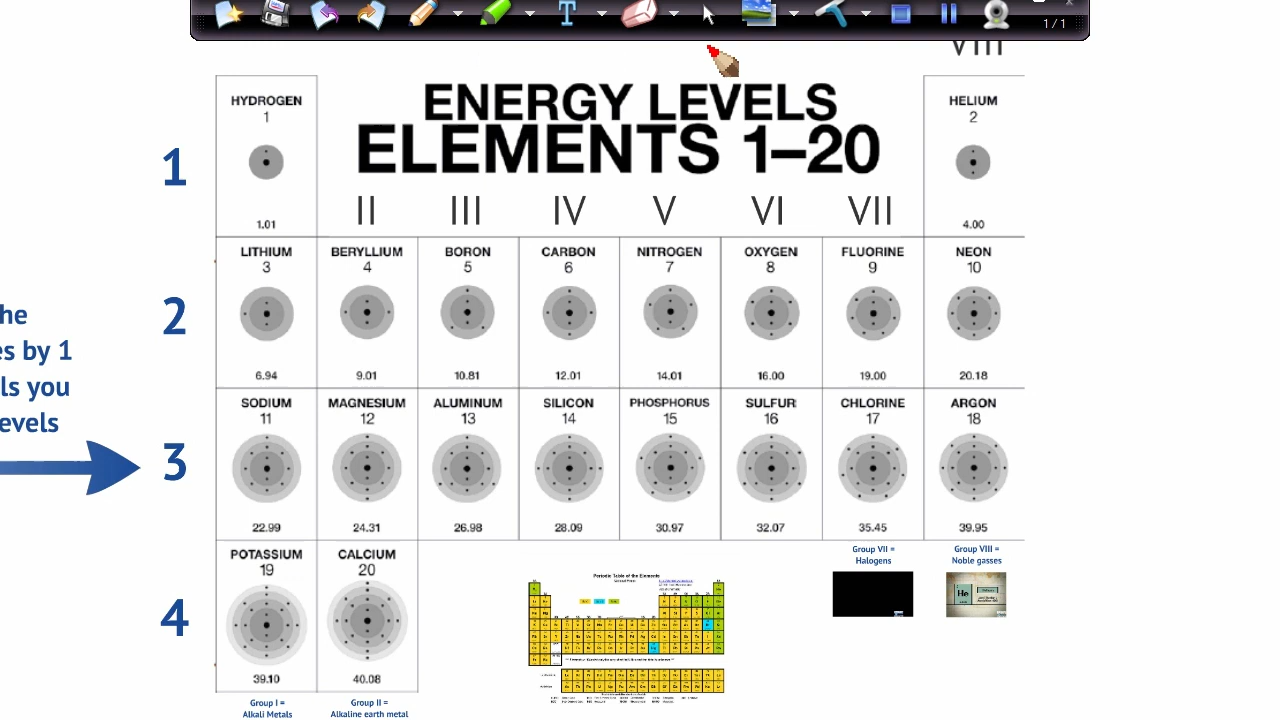 1/1
VIII
ENERGY LEVELS
ELEMENTS 1–20
HYDROGEN
1
1.01
HELIUM
2
4.00
1
II III IV V VI VII
LITHIUM
3
6.94
BERYLLIUM
4
9.01
BORON
5
10.81
CARBON
6
12.01
NITROGEN
7
14.01
OXYGEN
8
16.00
FLUORINE
9
19.00
NEON
10
20.18
2
he
es by 1
ls you
evels
SODIUM
11
22.99
MAGNESIUM
12
24.31
ALUMINUM
13
26.98
SILICON
14
28.09
PHOSPHORUS
15
30.97
SULFUR
16
32.07
CHLORINE
17
35.45
ARGON
18
39.95
3
POTASSIUM
19
39.10
CALCIUM
20
40.08
4
Group VII =
Halogens
Group VIII =
Noble gasses
He
Periodic Table of the Elements
Group I =
Alkali Metals
Group II =
Alkaline earth metal